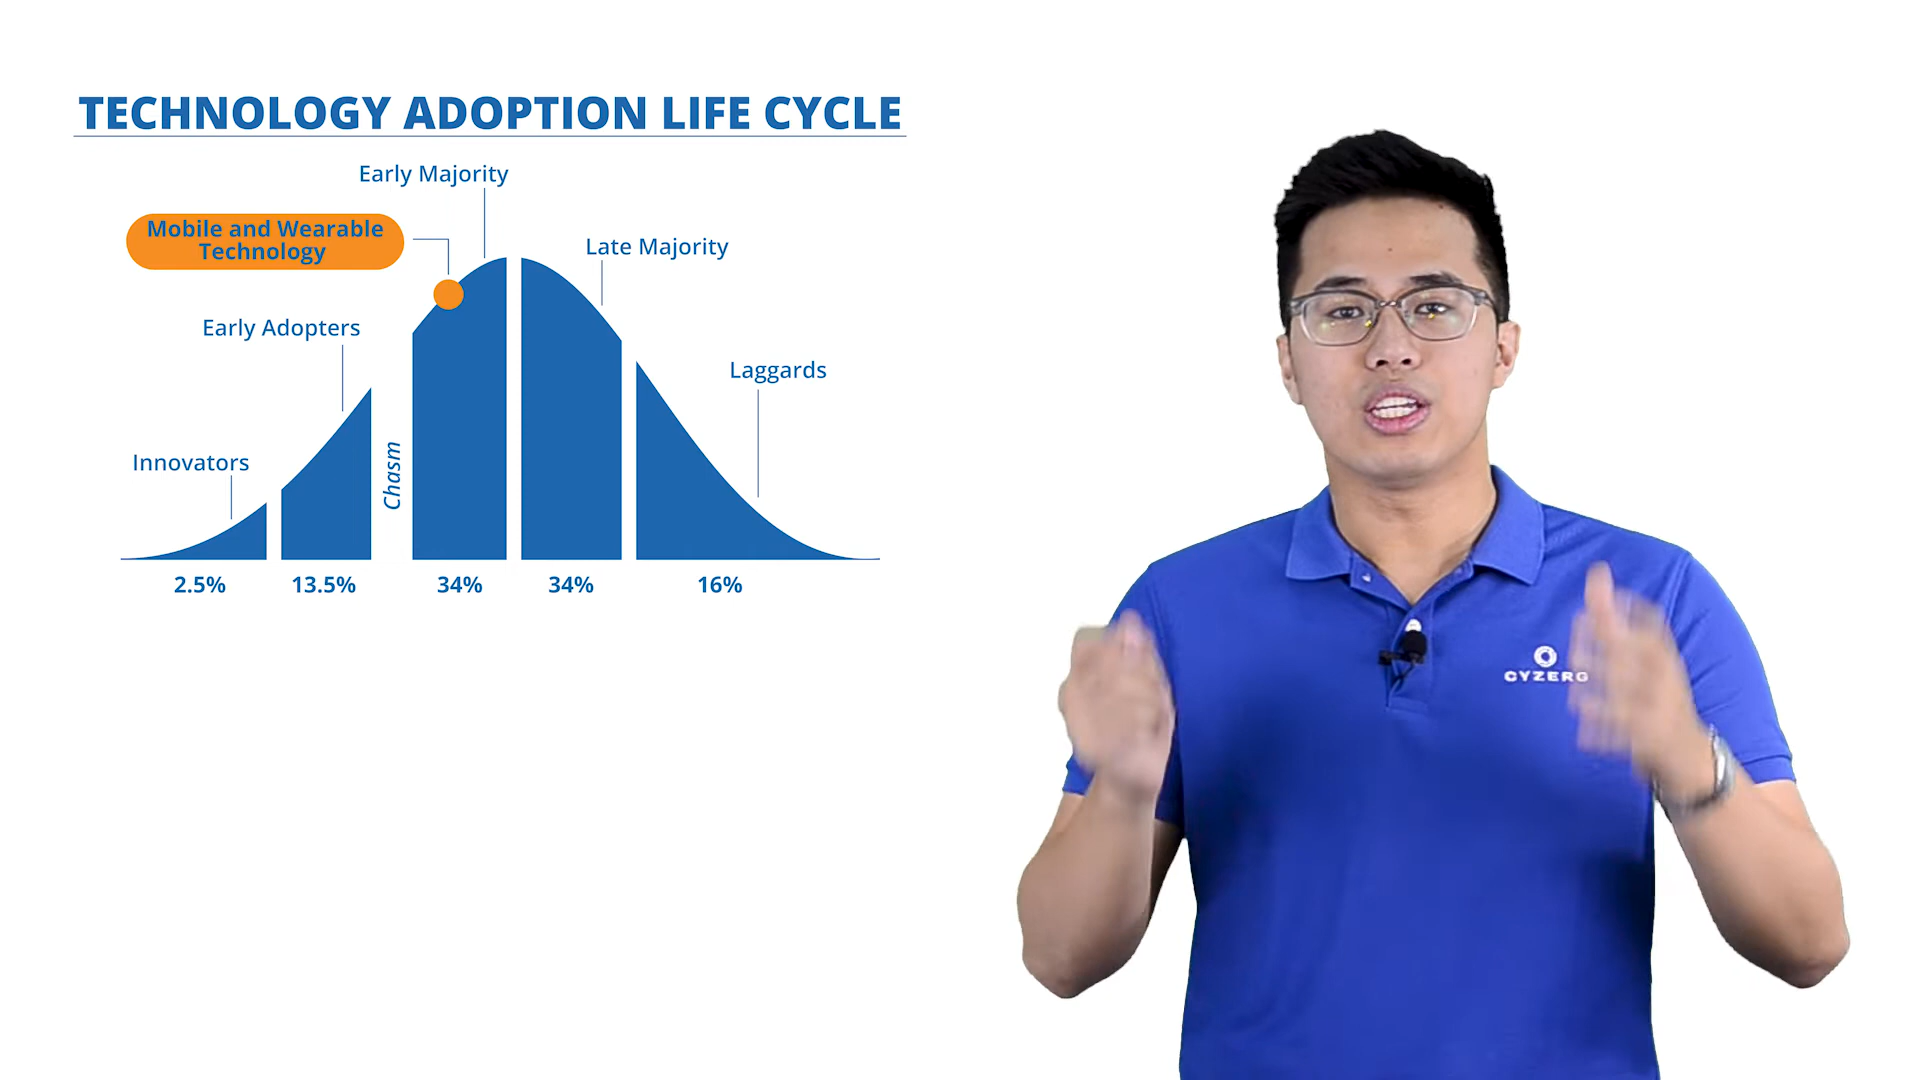 TECHNOLOGY ADOPTION LIFE CYCLE
Early Majority
Mobile and Wearable
Technology
Late Majority
Early Adopters
Laggards
Innovators
Chasm
2.5%
13.5%
34%
34%
16%
CYZERG